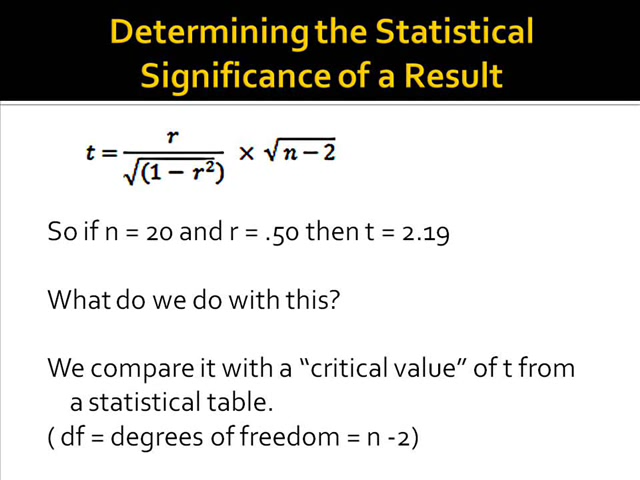 Determining the Statistical
Significance of a Result
t = r / √(1 − r²) × √n − 2
So if n = 20 and r = .50 then t = 2.19
What do we do with this?
We compare it with a “critical value” of t from
a statistical table.
( df = degrees of freedom = n -2)